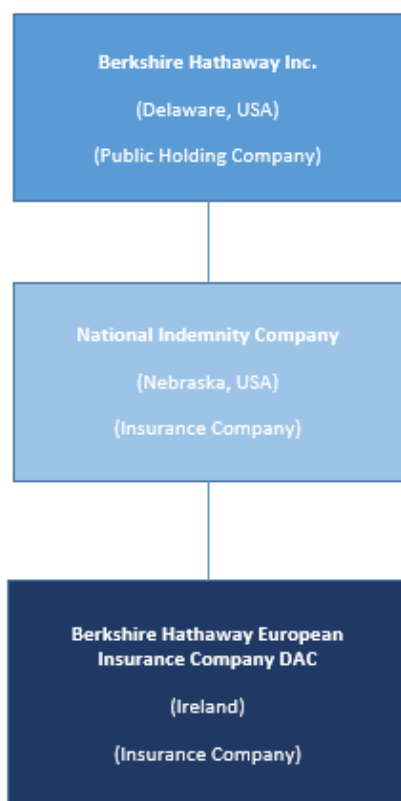 Berkshire Hathaway Inc.
(Delaware, USA)
(Public Holding Company)
National Indemnity Company
(Nebraska, USA)
(Insurance Company)
Berkshire Hathaway European
Insurance Company DAC
(Ireland)
(Insurance Company)